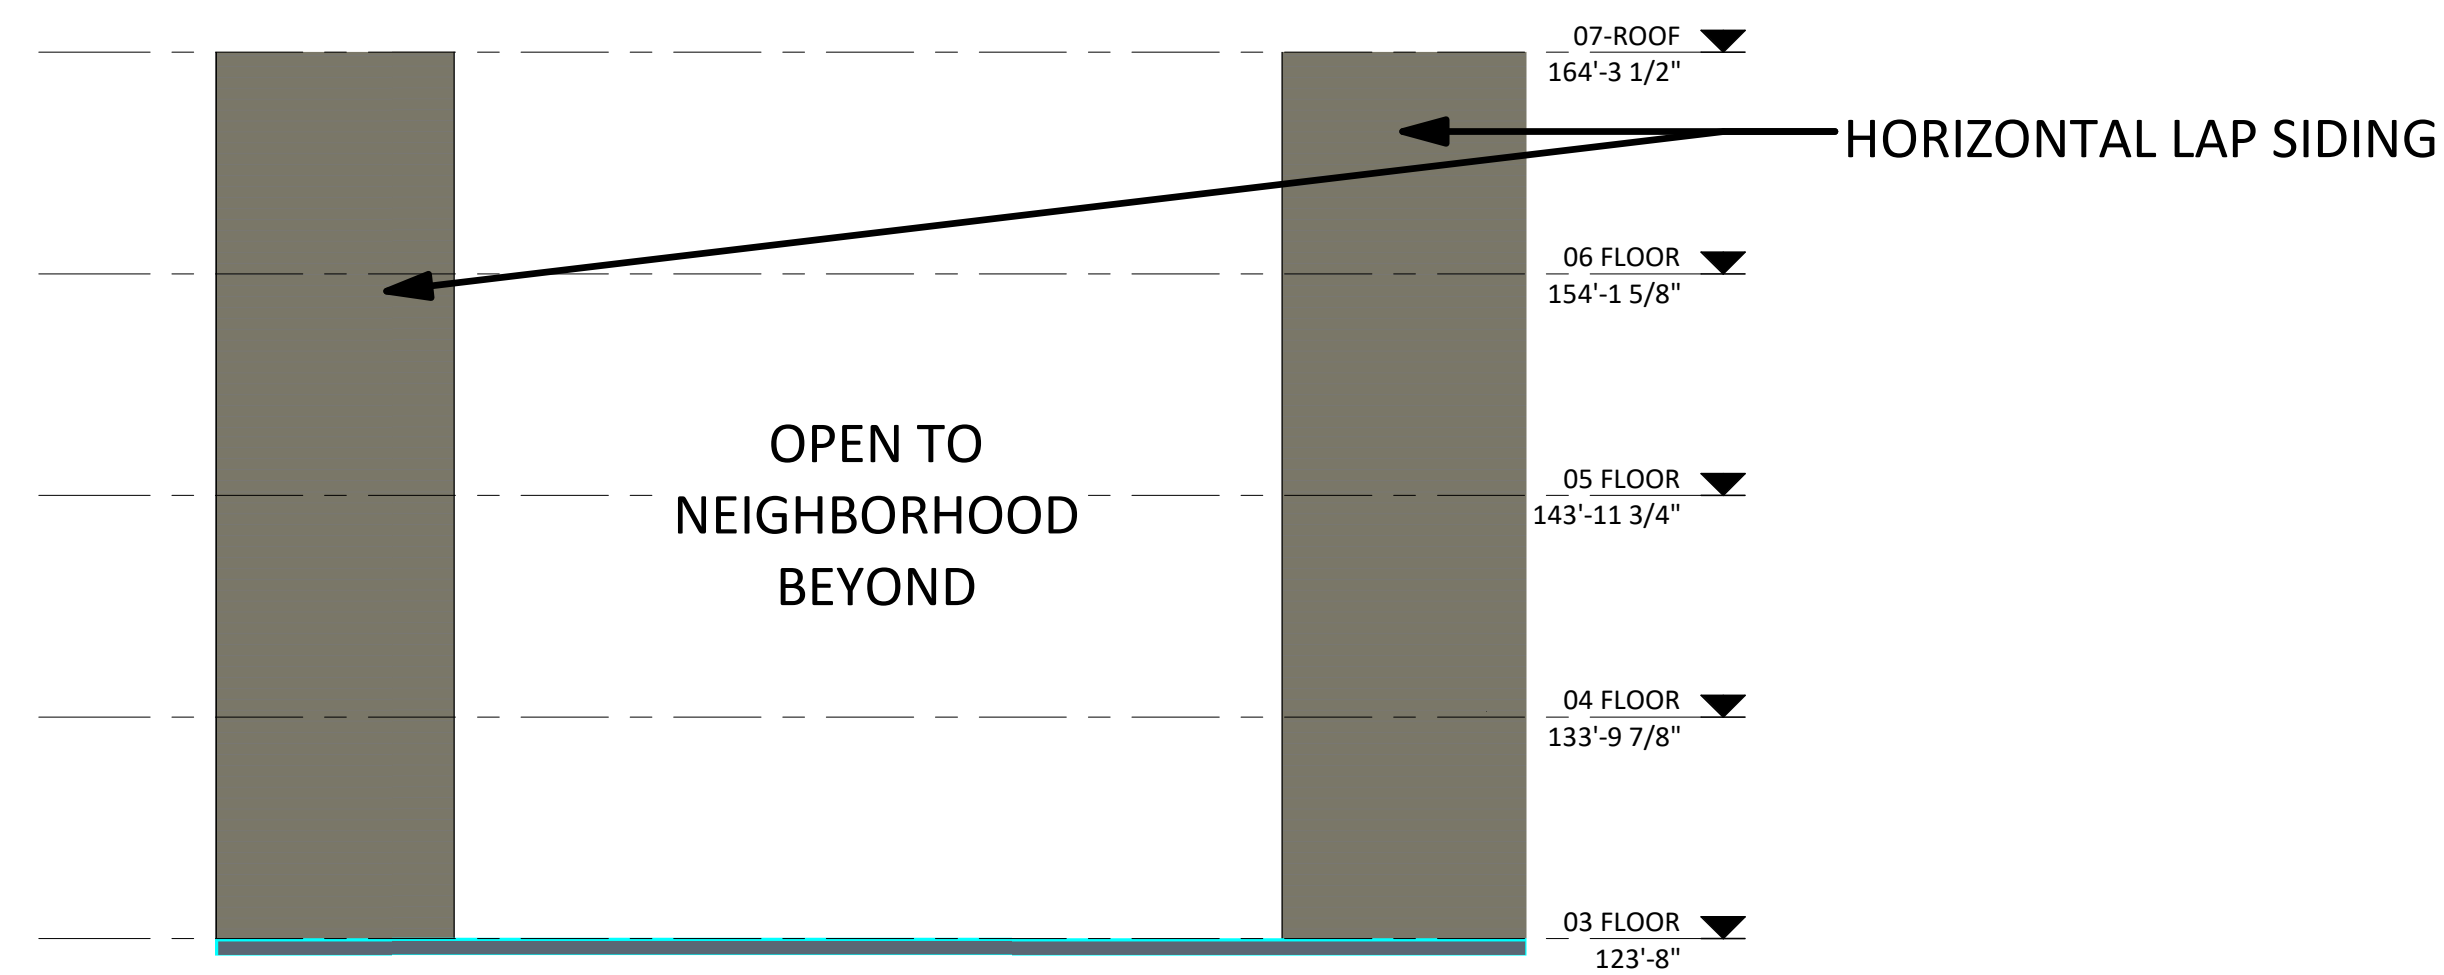 07-ROOF
164'-3 1/2"
HORIZONTAL LAP SIDING
06 FLOOR
154'-1 5/8"
OPEN TO
NEIGHBORHOOD
BEYOND
05 FLOOR
143'-11 3/4"
04 FLOOR
133'-9 7/8"
03 FLOOR
123'-8"